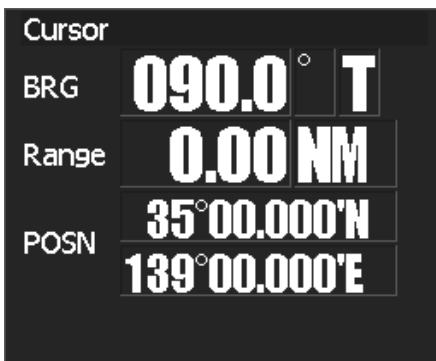 Cursor
BRG 090.0 ° T
Range 0.00 NM
POSN 35°00.000'N
139°00.000'E